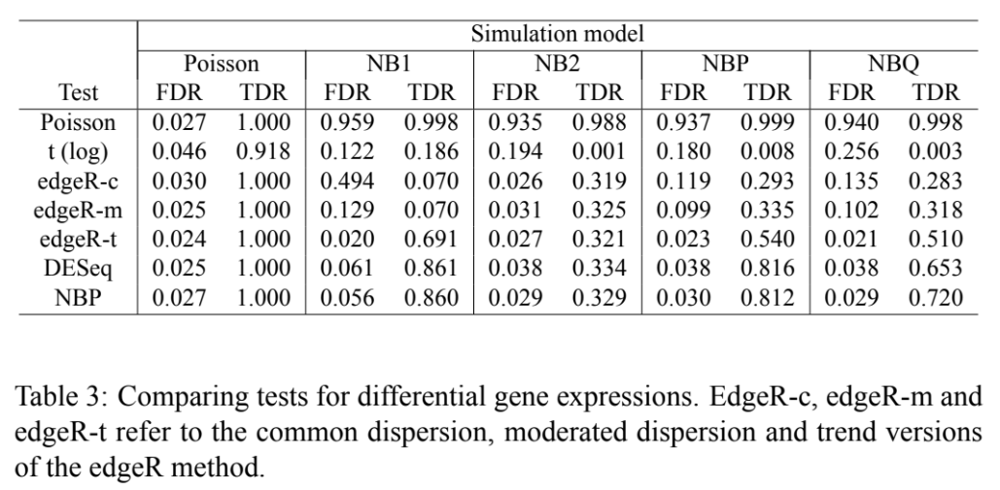 Simulation model
Poisson NB1 NB2 NBP NBQ
Test FDR TDR FDR TDR FDR TDR FDR TDR FDR TDR
Poisson 0.027 1.000 0.959 0.998 0.935 0.988 0.937 0.999 0.940 0.998
t (log) 0.046 0.918 0.122 0.186 0.194 0.001 0.180 0.008 0.256 0.003
edgeR-c 0.030 1.000 0.494 0.070 0.026 0.319 0.119 0.293 0.135 0.283
edgeR-m 0.025 1.000 0.129 0.070 0.031 0.325 0.099 0.335 0.102 0.318
edgeR-t 0.024 1.000 0.020 0.691 0.027 0.321 0.023 0.540 0.021 0.510
DESeq 0.025 1.000 0.061 0.861 0.038 0.334 0.038 0.816 0.038 0.653
NBP 0.027 1.000 0.056 0.860 0.029 0.329 0.030 0.812 0.029 0.720
Table 3: Comparing tests for differential gene expressions. EdgeR-c, edgeR-m and
edgeR-t refer to the common dispersion, moderated dispersion and trend versions
of the edgeR method.